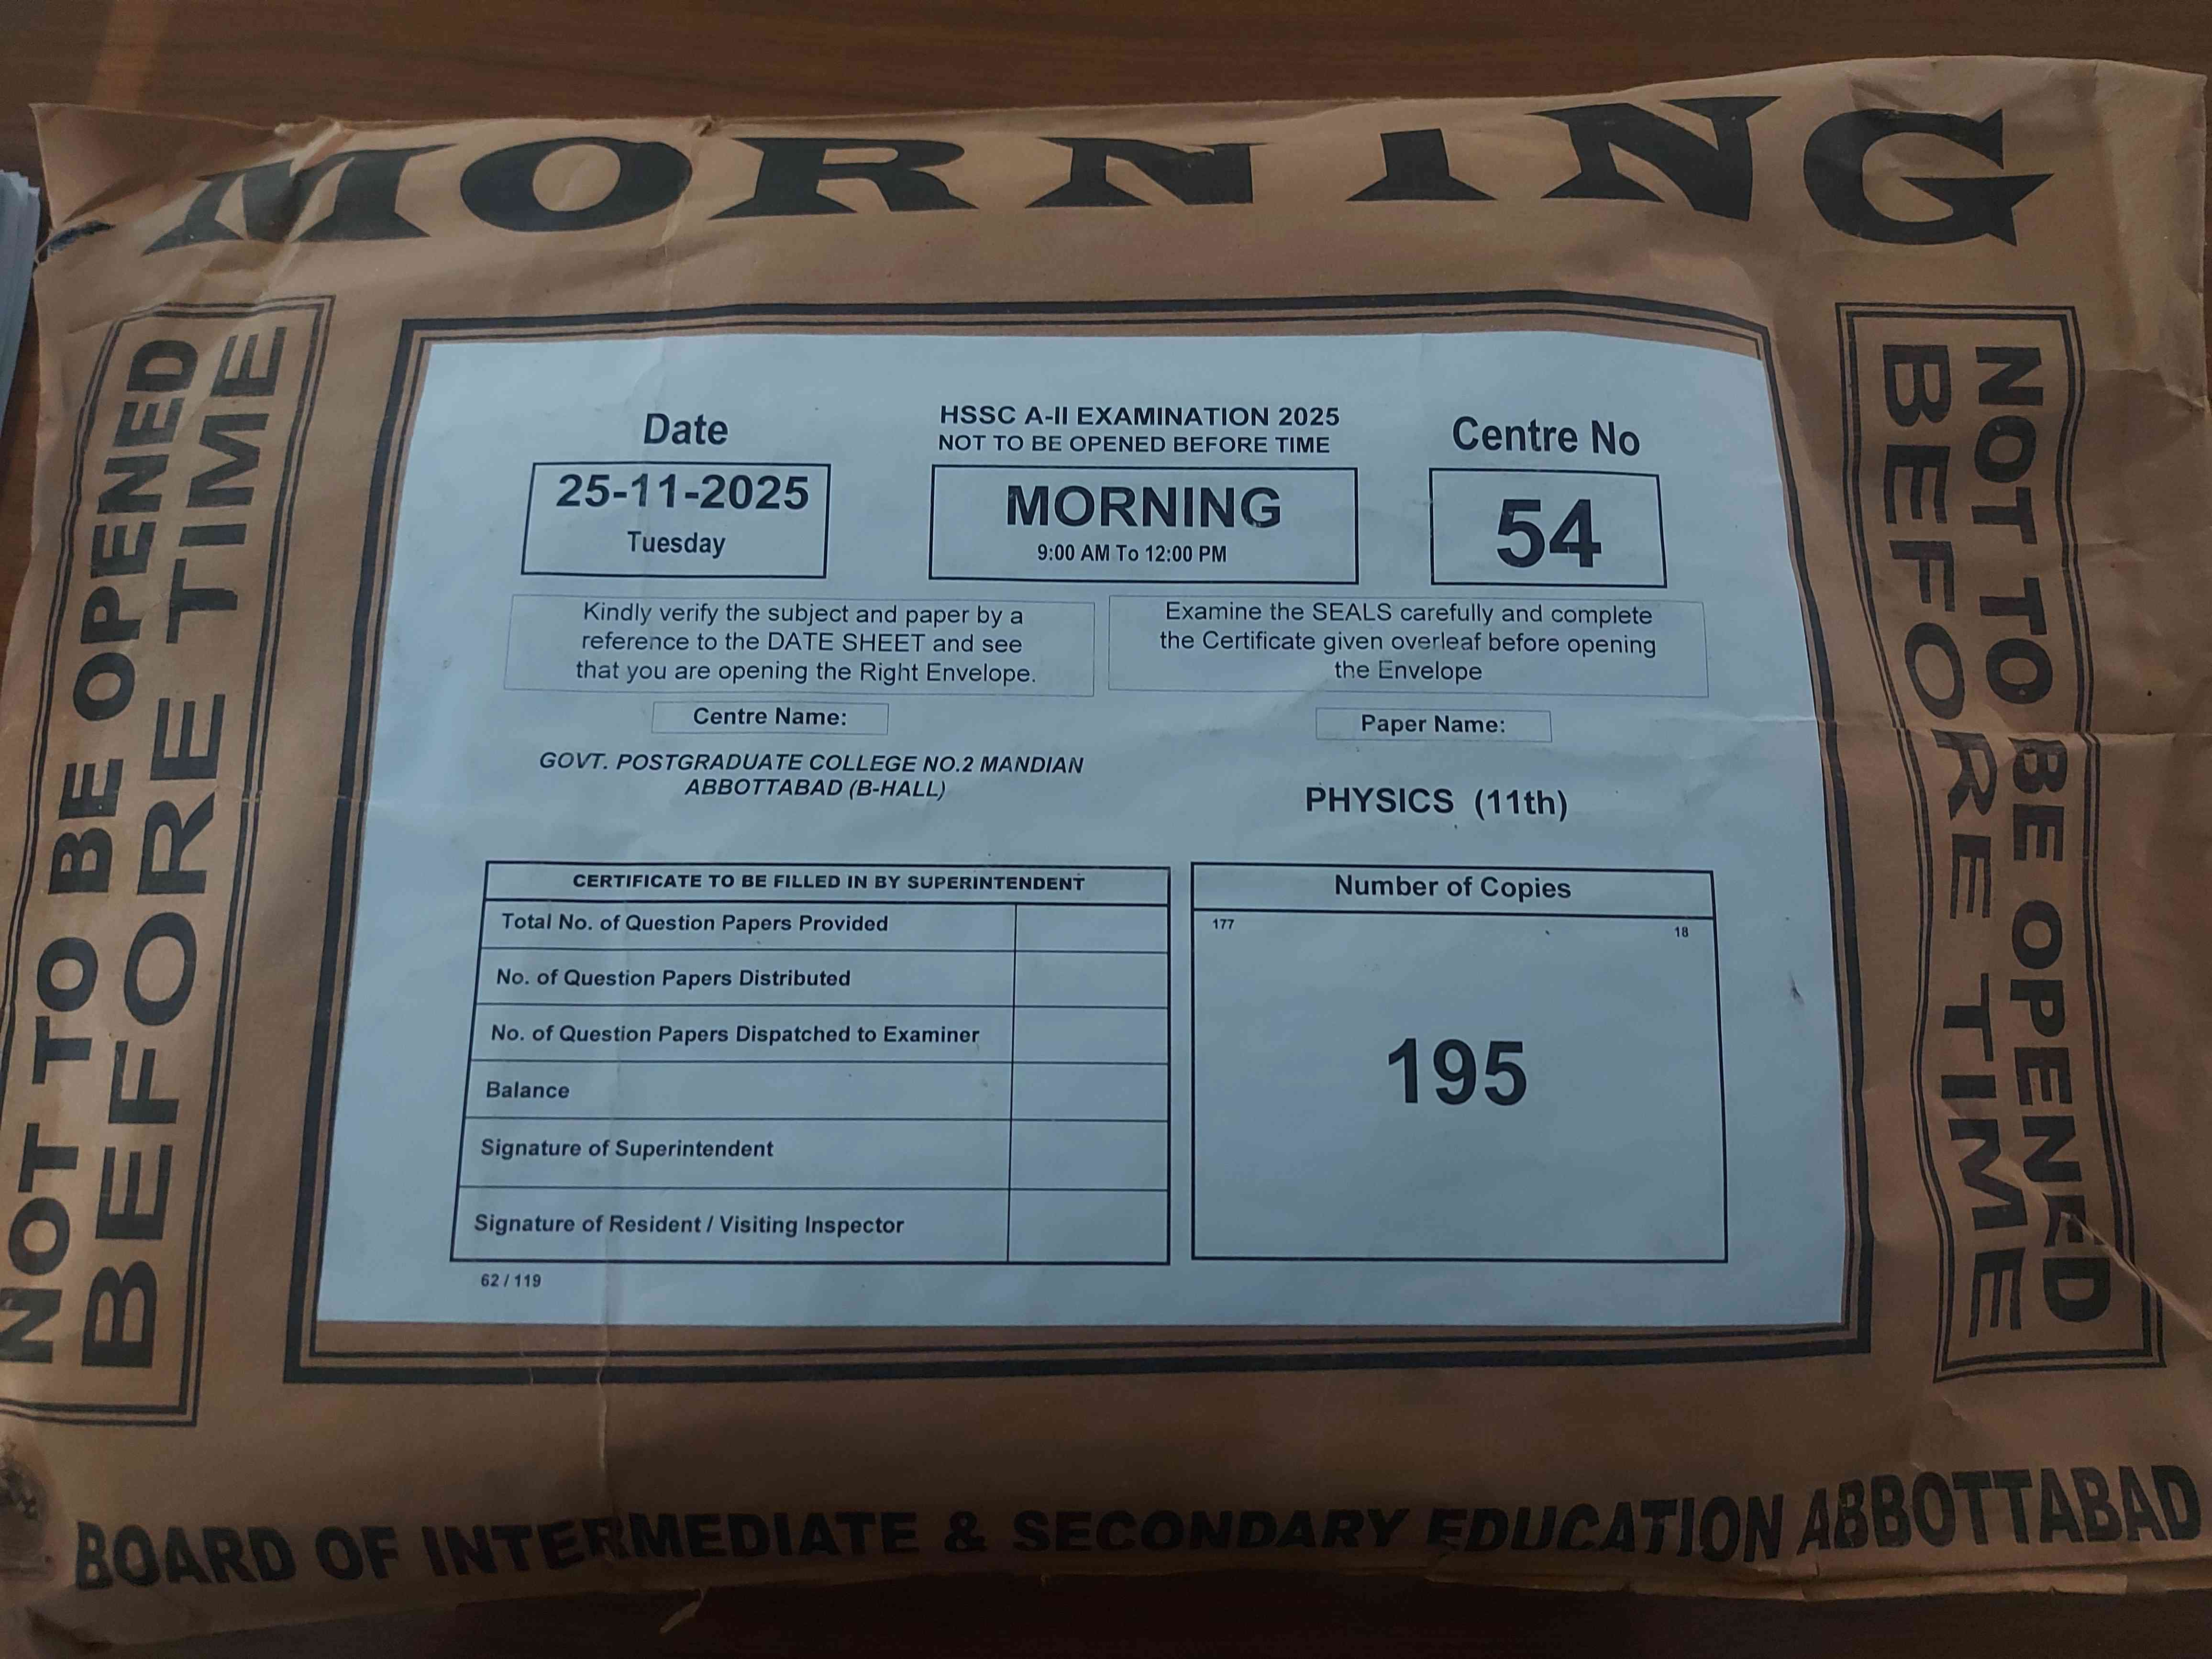 MORNING
NOT TO BE OPENED
BEFORE TIME
Date
25-11-2025
Tuesday
HSSC A-II EXAMINATION 2025
NOT TO BE OPENED BEFORE TIME
MORNING
9:00 AM To 12:00 PM
Centre No
54
Kindly verify the subject and paper by a
reference to the DATE SHEET and see
that you are opening the Right Envelope.
Examine the SEALS carefully and complete
the Certificate given overleaf before opening
the Envelope
Centre Name:
GOVT. POSTGRADUATE COLLEGE NO.2 MANDIAN
ABBOTTABAD (B-HALL)
Paper Name:
PHYSICS (11th)
CERTIFICATE TO BE FILLED IN BY SUPERINTENDENT
Total No. of Question Papers Provided
No. of Question Papers Distributed
No. of Question Papers Dispatched to Examiner
Balance
Signature of Superintendent
Signature of Resident / Visiting Inspector
62 / 119
Number of Copies
177
18
195
NOT TO BE OPENED
BEFORE TIME
BOARD OF INTERMEDIATE & SECONDARY EDUCATION ABBOTTABAD